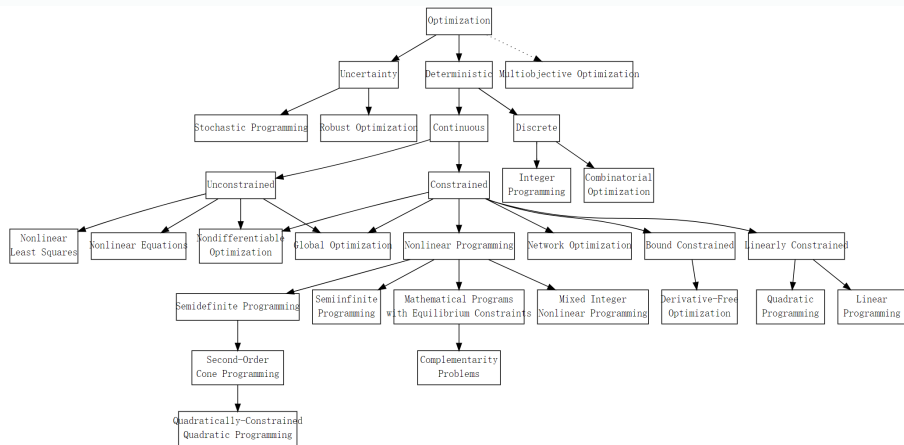 Optimization
Uncertainty
Deterministic
Multiobjective Optimization
Stochastic Programming
Robust Optimization
Continuous
Discrete
Unconstrained
Constrained
Integer
Programming
Combinatorial
Optimization
Nonlinear
Least Squares
Nonlinear Equations
Nondifferentiable
Optimization
Global Optimization
Nonlinear Programming
Network Optimization
Bound Constrained
Linearly Constrained
Semidefinite Programming
Semiinfinite
Programming
Mathematical Programs
with Equilibrium Constraints
Mixed Integer
Nonlinear Programming
Derivative-Free
Optimization
Quadratic
Programming
Linear
Programming
Second-Order
Cone Programming
Complementarity
Problems
Quadratically-Constrained
Quadratic Programming